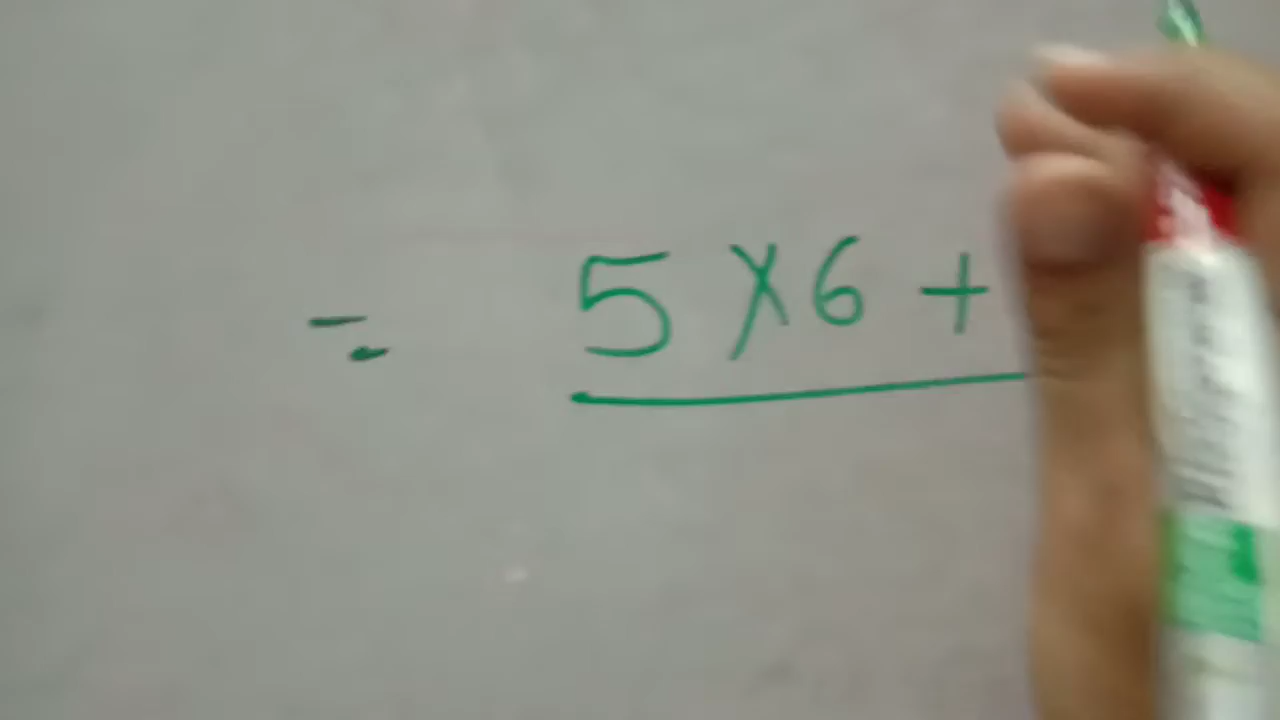 = 5 × 6 +